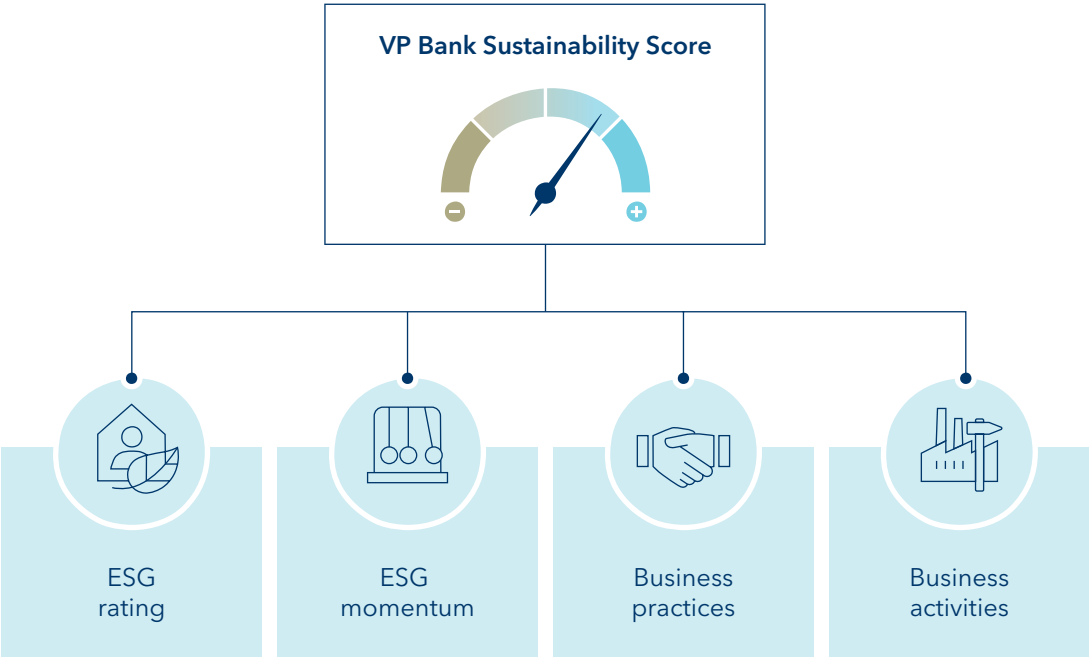 VP Bank Sustainability Score
ESG
rating
ESG
momentum
Business
practices
Business
activities